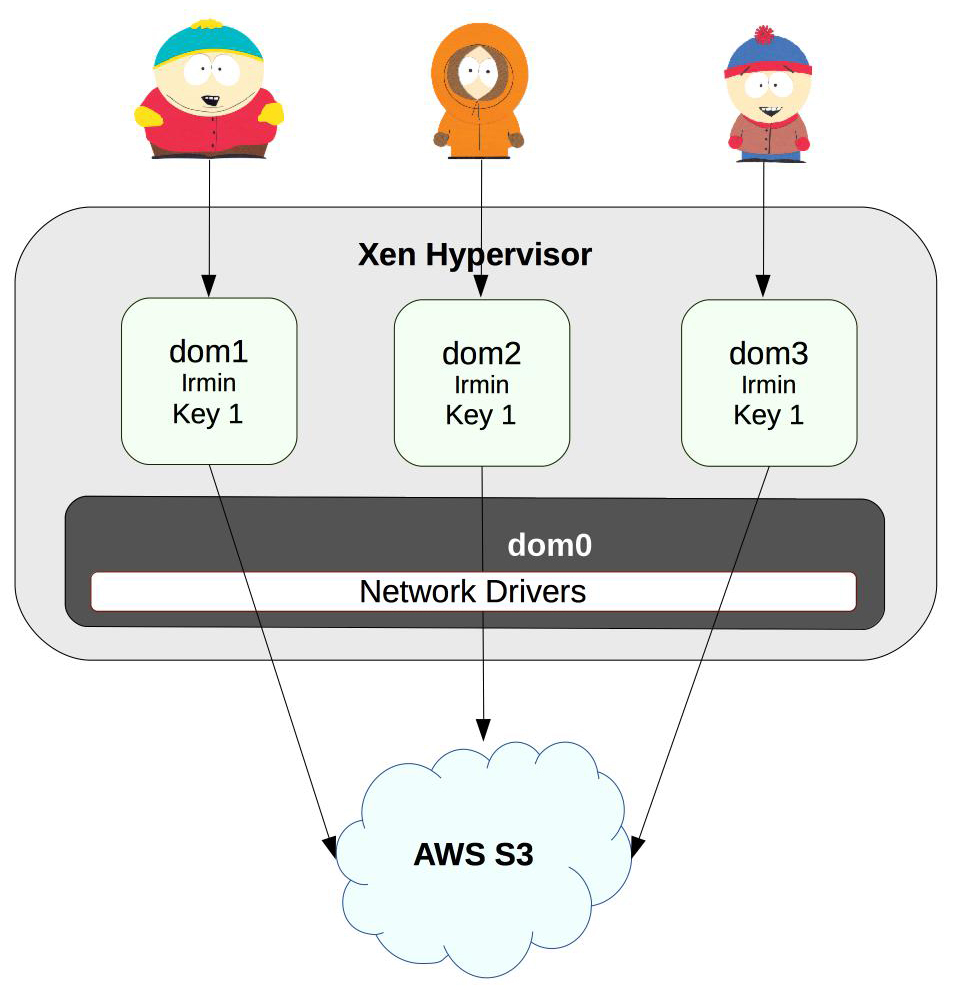 Xen Hypervisor
dom1
Irmin
Key 1
dom2
Irmin
Key 1
dom3
Irmin
Key 1
dom0
Network Drivers
AWS S3